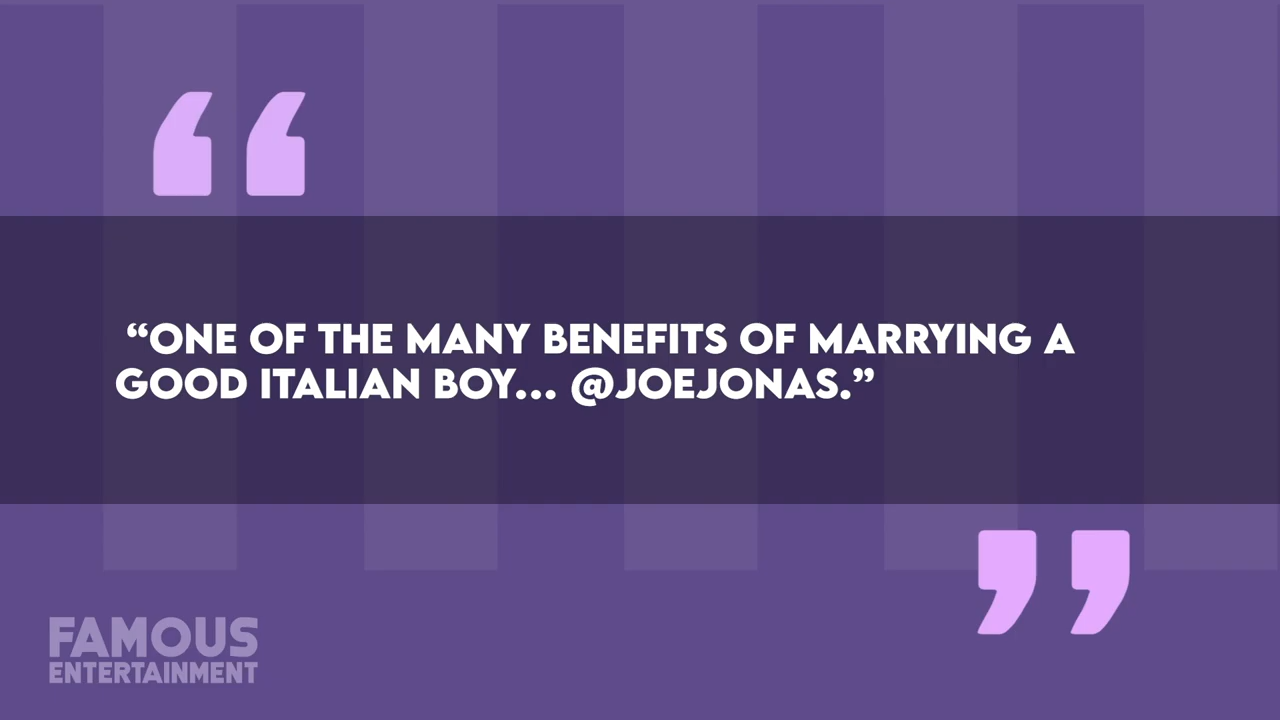 “ONE OF THE MANY BENEFITS OF MARRYING A
GOOD ITALIAN BOY... @JOEJONAS.”
FAMOUS
ENTERTAINMENT